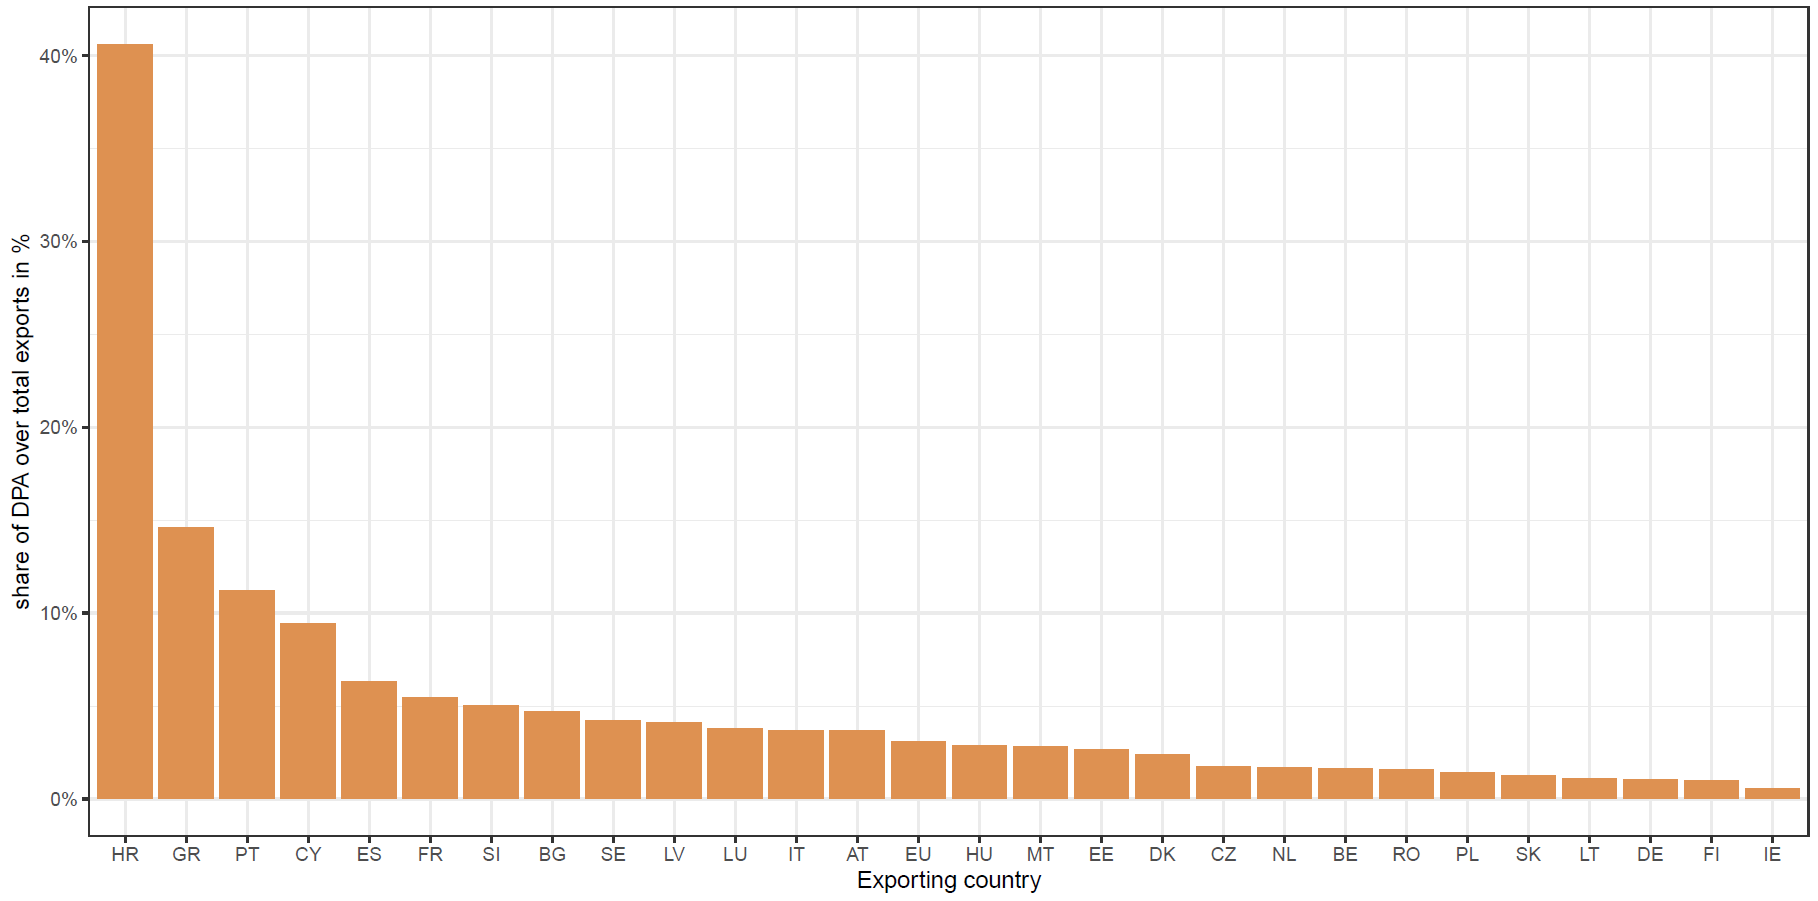 share of DPA over total exports in %
40%
30%
20%
10%
0%
HR GR PT CY ES FR SI BG SE LV LU IT AT EU HU MT EE DK CZ NL BE RO PL SK LT DE FI IE
Exporting country